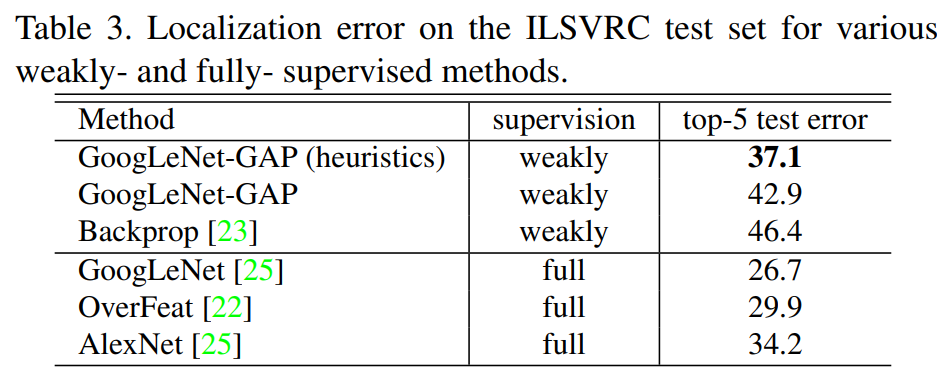 Table 3. Localization error on the ILSVRC test set for various
weakly- and fully- supervised methods.
Method supervision top-5 test error
GoogLeNet-GAP (heuristics) weakly 37.1
GoogLeNet-GAP weakly 42.9
Backprop [23] weakly 46.4
GoogLeNet [25] full 26.7
OverFeat [22] full 29.9
AlexNet [25] full 34.2